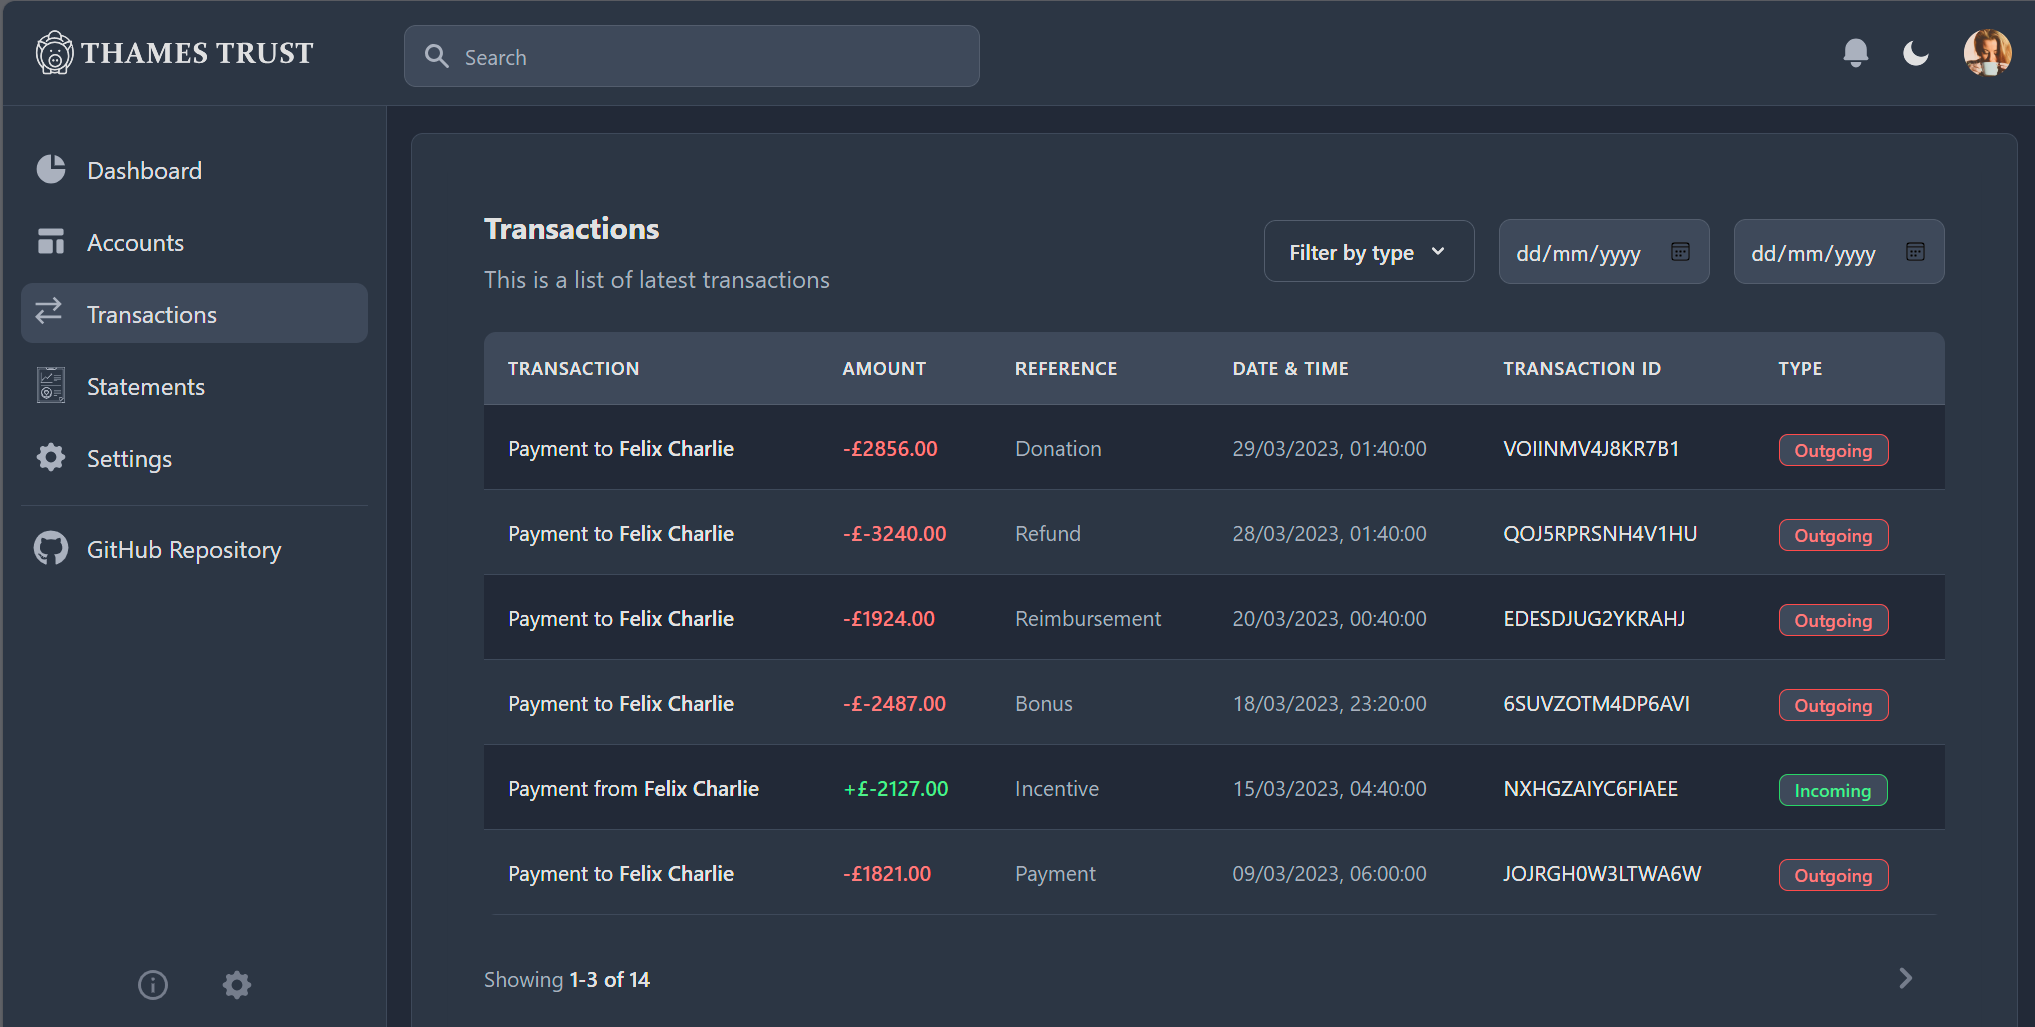 THAMES TRUST
Search
Dashboard
Accounts
Transactions
Statements
Settings
GitHub Repository
Transactions
This is a list of latest transactions
Filter by type
dd/mm/yyyy
dd/mm/yyyy
TRANSACTION AMOUNT REFERENCE DATE & TIME TRANSACTION ID TYPE
Payment to Felix Charlie -£2856.00 Donation 29/03/2023, 01:40:00 VOIINMV4J8KR7B1 Outgoing
Payment to Felix Charlie -£-3240.00 Refund 28/03/2023, 01:40:00 QOJ5RPRSNH4V1HU Outgoing
Payment to Felix Charlie -£1924.00 Reimbursement 20/03/2023, 00:40:00 EDESDJUG2YKRAHJ Outgoing
Payment to Felix Charlie -£-2487.00 Bonus 18/03/2023, 23:20:00 6SUVZOTM4DP6AVI Outgoing
Payment from Felix Charlie +£-2127.00 Incentive 15/03/2023, 04:40:00 NXHGZAIYC6FIAEE Incoming
Payment to Felix Charlie -£1821.00 Payment 09/03/2023, 06:00:00 JOJRGH0W3LTWA6W Outgoing
Showing 1-3 of 14